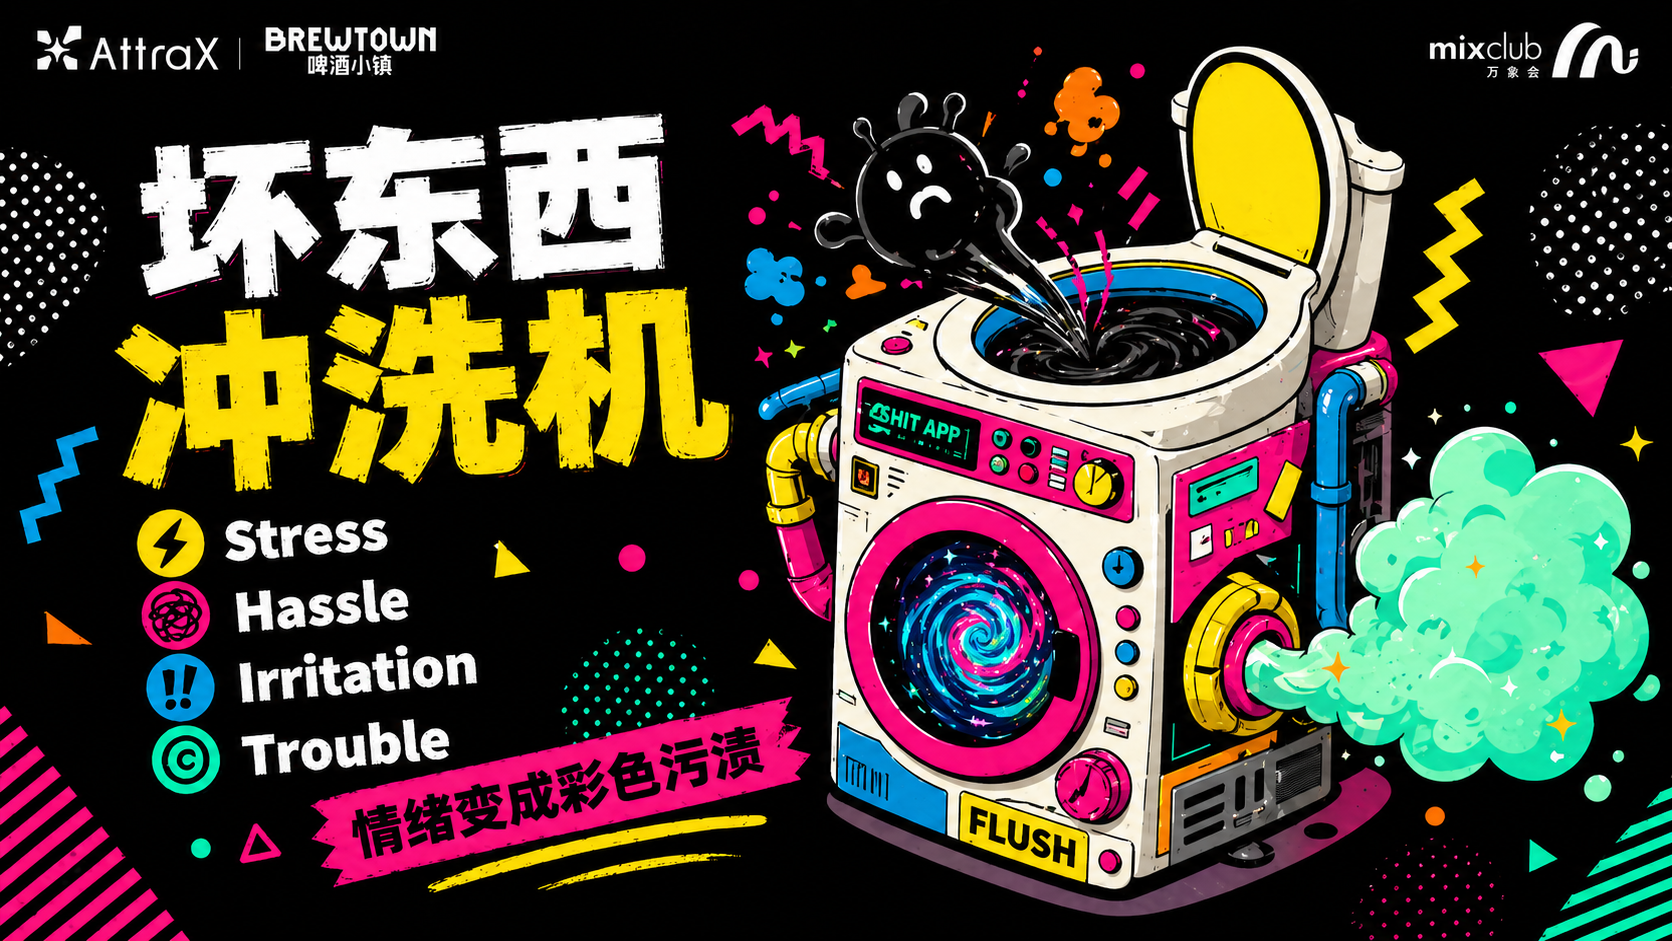 AttraX
BREWTOWN
啤酒小镇
mixclub
万象会
坏东西
冲洗机
Stress
Hassle
Irritation
Trouble
情绪变成彩色污渍
SHIT APP
FLUSH